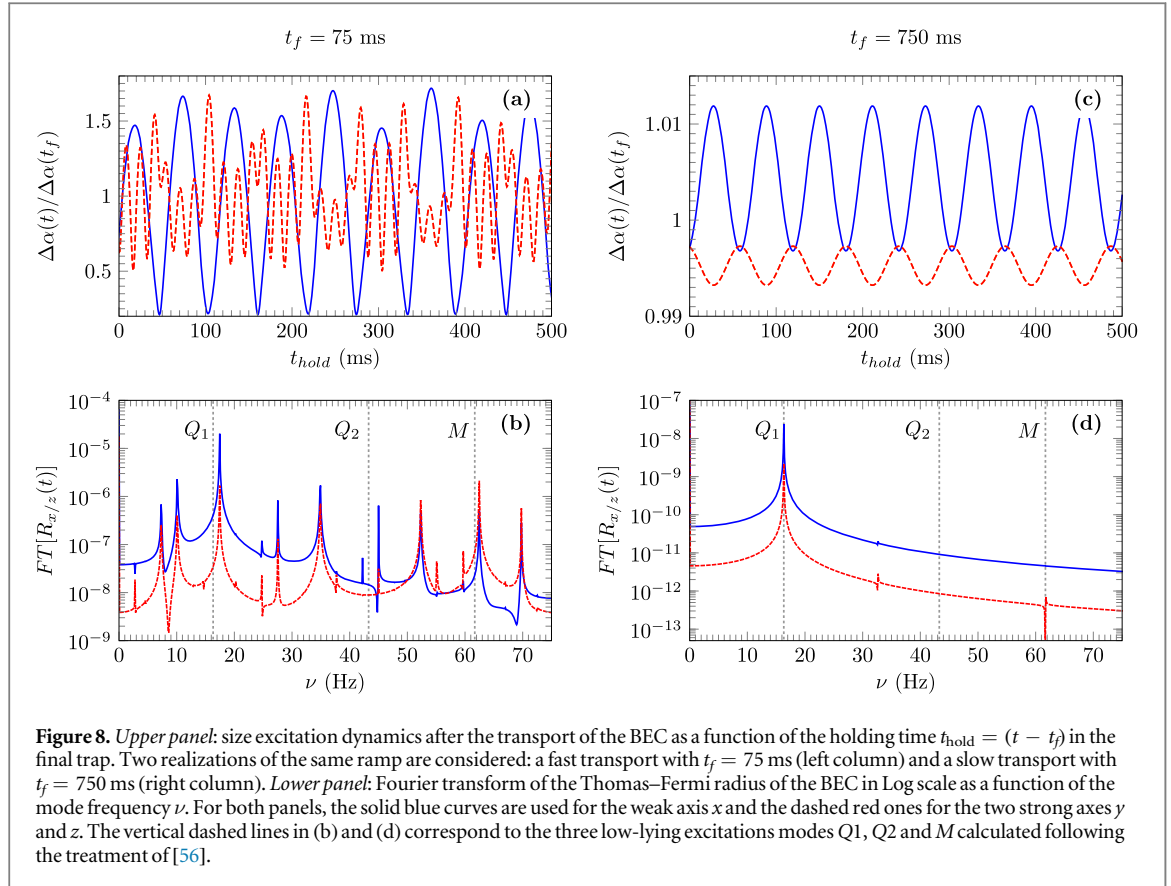 t_f = 75 ms
t_f = 750 ms
(a)
Δα(t)/Δα(t_f)
1.5
1
0.5
0 100 200 300 400 500
t_hold (ms)
(c)
Δα(t)/Δα(t_f)
1.01
1
0.99
0 100 200 300 400 500
t_hold (ms)
(b)
Q_1 Q_2 M
FT[R_{x/z}(t)]
10^{-4}
10^{-5}
10^{-6}
10^{-7}
10^{-8}
10^{-9}
0 10 20 30 40 50 60 70
ν (Hz)
(d)
Q_1 Q_2 M
FT[R_{x/z}(t)]
10^{-7}
10^{-8}
10^{-9}
10^{-10}
10^{-11}
10^{-12}
10^{-13}
0 10 20 30 40 50 60 70
ν (Hz)
Figure 8. Upper panel: size excitation dynamics after the transport of the BEC as a function of the holding time t_hold = (t − t_f) in the
final trap. Two realizations of the same ramp are considered: a fast transport with t_f = 75 ms (left column) and a slow transport with
t_f = 750 ms (right column). Lower panel: Fourier transform of the Thomas–Fermi radius of the BEC in Log scale as a function of the
mode frequency ν. For both panels, the solid blue curves are used for the weak axis x and the dashed red ones for the two strong axes y
and z. The vertical dashed lines in (b) and (d) correspond to the three low-lying excitations modes Q1, Q2 and M calculated following
the treatment of [56].